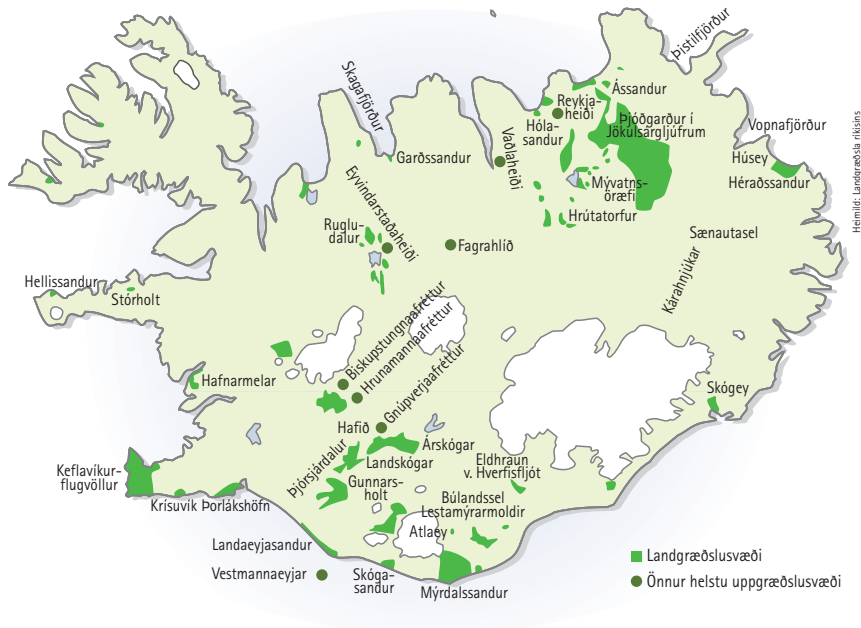 Þistilfjörður
Skagafjörður
Ássandur
Reykja-
heiði
Þjóðgarður í
Jökulsárgljúfrum
Hóla-
sandur
Vopnafjörður
Vaðlaheiði
Garðssandur
Húsey
Héraðssandur
Mývatns-
öræfi
Eyvindarstaðaheiði
Hrútatorfur
Ruglu-
dalur
Sænautasel
Fagrahlíð
Kárahnjúkar
Hellissandur
Stórholt
Biskupstungnaafréttur
Hrunamannaafréttur
Gnúpverjaafréttur
Hafnarmelar
Skógey
Hafið
Árskógar
Þjórsjárdalur
Landskógar
Eldhraun
v. Hverfisfljót
Keflavíkur-
flugvöllur
Gunnars-
holt
Búlandssel
Lestamýrarmoldir
Krísuvík
Þorlákshöfn
Atlaey
Landaeyjasandur
Vestmannaeyjar
Skóga-
sandur
Mýrdalssandur
Landgræðslusvæði
Önnur helstu uppgræðslusvæði
Heimild: Landgræðsla ríkisins